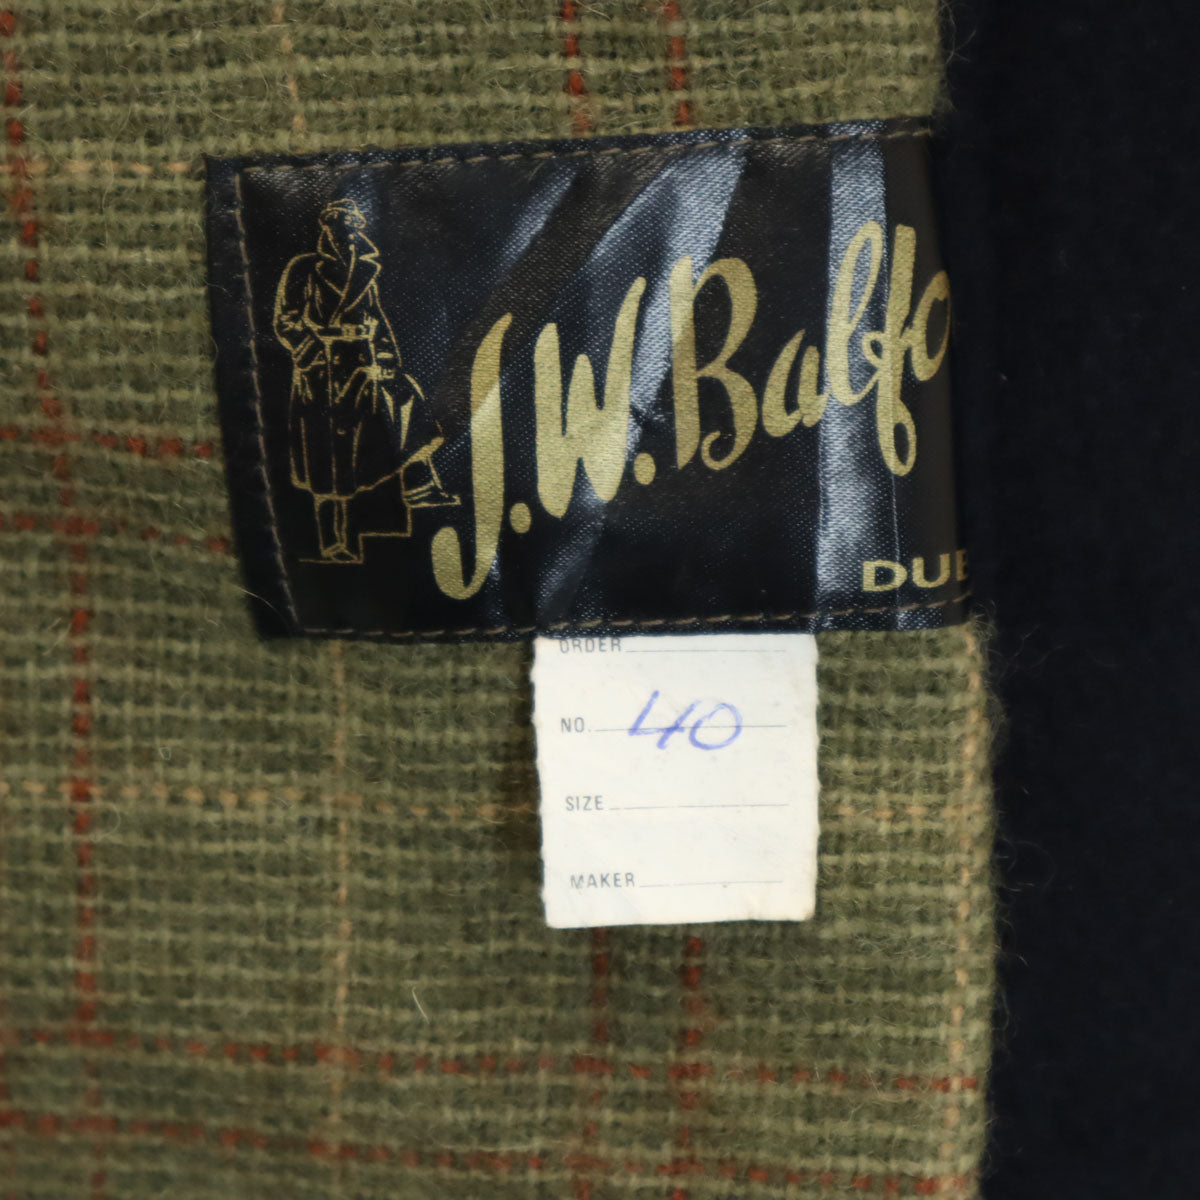 J.W. Balfo
DUB
ORDER
NO. 40
SIZE
MAKER